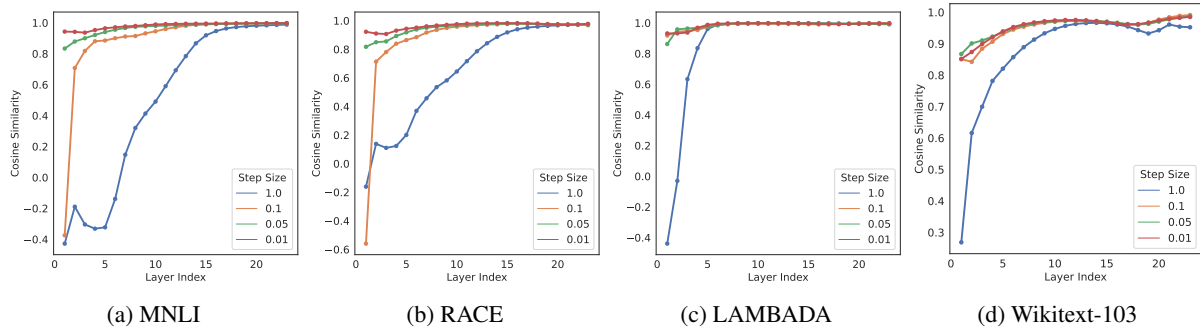 1.0
0.8
0.6
0.4
0.2
0.0
−0.2
−0.4
Cosine Similarity
0 5 10 15 20
Layer Index
Step Size
1.0
0.1
0.05
0.01
(a) MNLI
1.0
0.8
0.6
0.4
0.2
0.0
−0.2
−0.4
−0.6
Cosine Similarity
0 5 10 15 20
Layer Index
Step Size
1.0
0.1
0.05
0.01
(b) RACE
1.0
0.8
0.6
0.4
0.2
0.0
−0.2
−0.4
Cosine Similarity
0 5 10 15 20
Layer Index
Step Size
1.0
0.1
0.05
0.01
(c) LAMBADA
1.0
0.9
0.8
0.7
0.6
0.5
0.4
0.3
Cosine Similarity
0 5 10 15 20
Layer Index
Step Size
1.0
0.1
0.05
0.01
(d) Wikitext-103